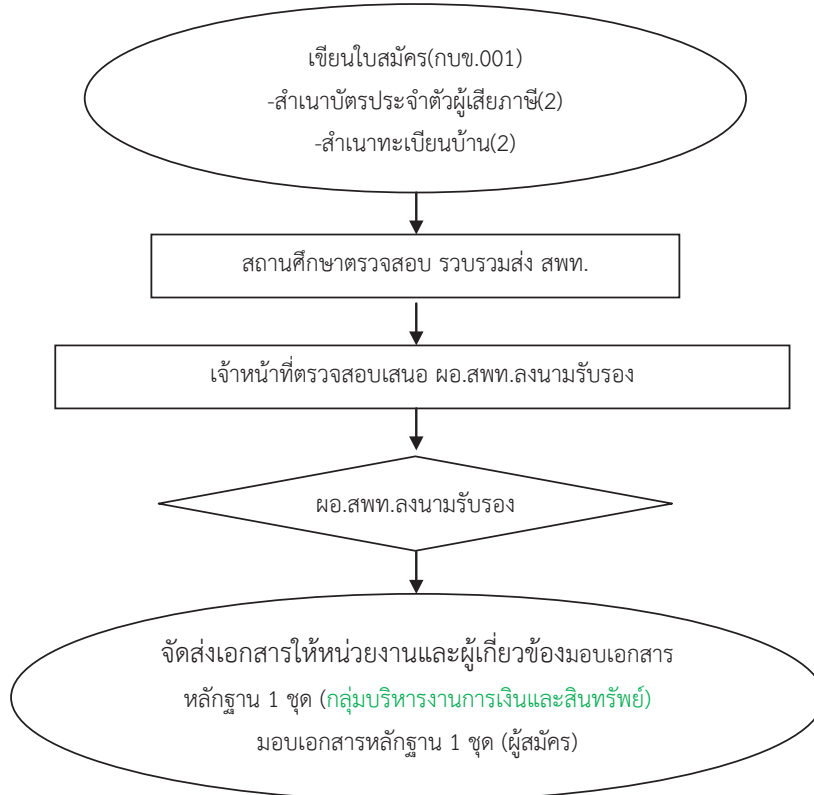 เขียนใบสมัคร(กบข.001)
-สำเนาบัตรประจำตัวผู้เสียภาษี(2)
-สำเนาทะเบียนบ้าน(2)
สถานศึกษาตรวจสอบ รวบรวมส่ง สพท.
เจ้าหน้าที่ตรวจสอบเสนอ ผอ.สพท.ลงนามรับรอง
ผอ.สพท.ลงนามรับรอง
จัดส่งเอกสารให้หน่วยงานและผู้เกี่ยวข้องมอบเอกสาร
หลักฐาน 1 ชุด (กลุ่มบริหารงานการเงินและสินทรัพย์)
มอบเอกสารหลักฐาน 1 ชุด (ผู้สมัคร)